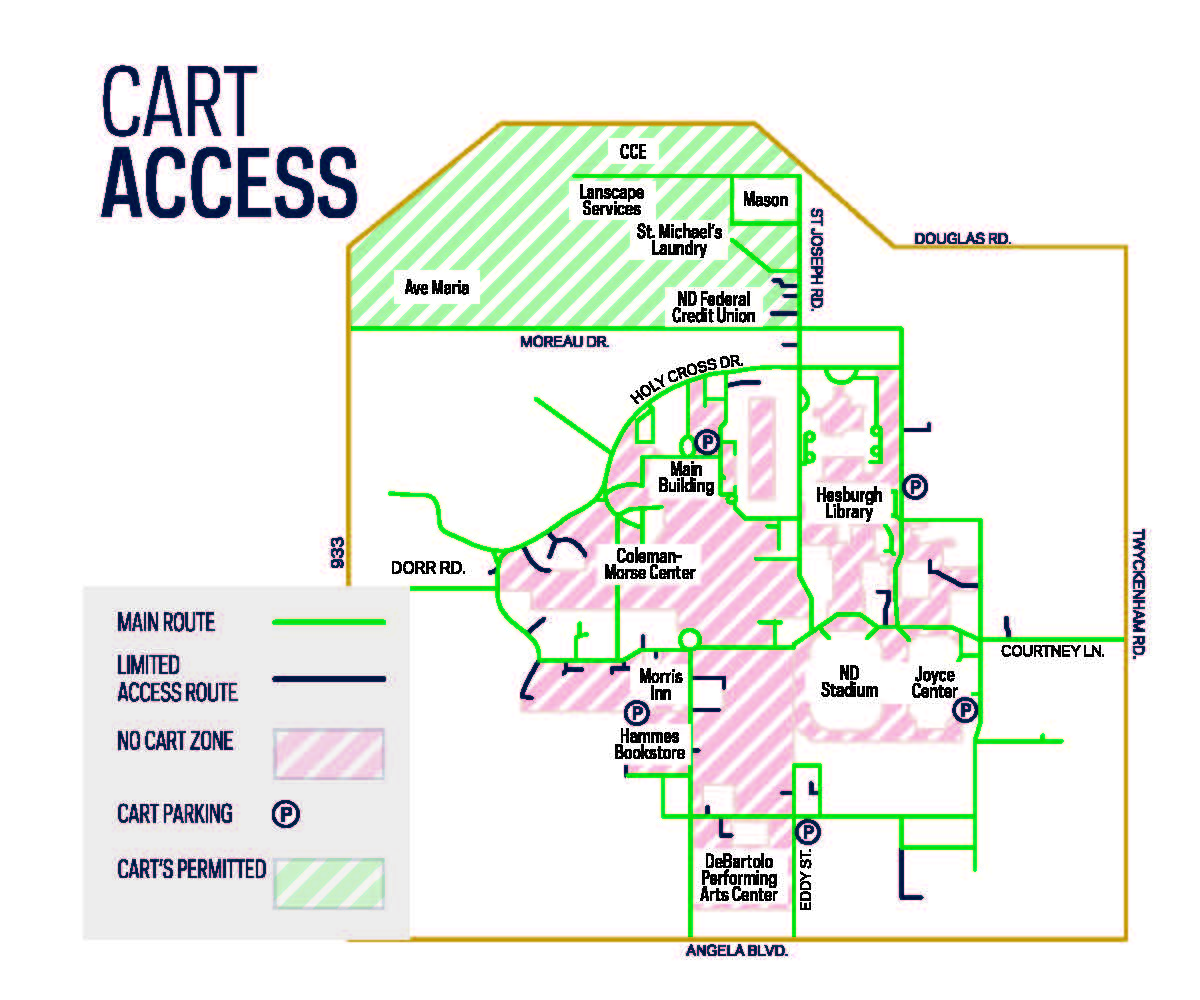 CART
ACCESS
CCE
Lanscape
Services
Mason
St. Michael's
Laundry
ST. JOSEPH RD.
DOUGLAS RD.
Ave Maria
ND Federal
Credit Union
MOREAU DR.
HOLY CROSS DR.
P
Main
Building
Hesburgh
Library
P
933
DORR RD.
Coleman-
Morse Center
TWYCKENHAM RD.
COURTNEY LN.
Morris
Inn
ND
Stadium
Joyce
Center
P
P
Hammes
Bookstore
P
DeBartolo
Performing
Arts Center
EDDY ST.
ANGELA BLVD.
MAIN ROUTE
LIMITED
ACCESS ROUTE
NO CART ZONE
CART PARKING P
CART'S PERMITTED